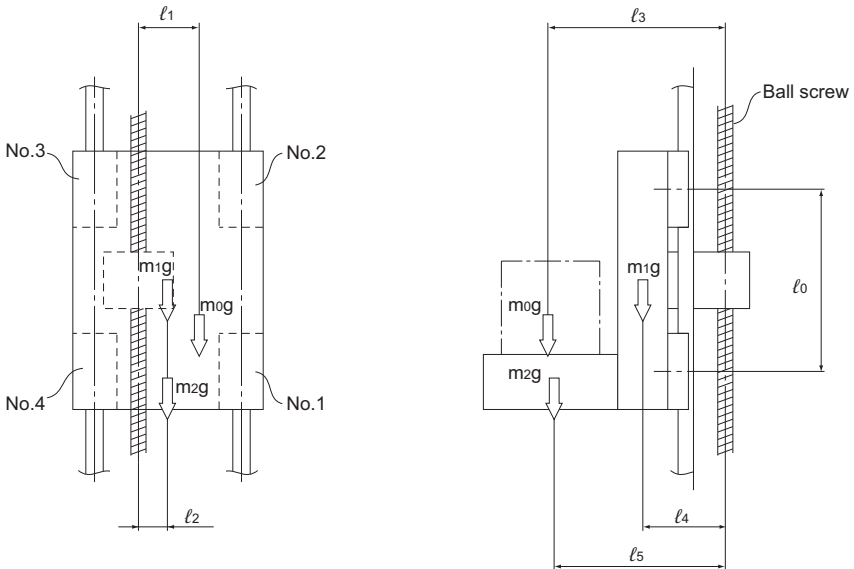 ℓ1
ℓ3
Ball screw
No.3
No.2
m1g
m0g
m1g
m0g
ℓ0
m2g
m2g
No.4
No.1
ℓ2
ℓ4
ℓ5